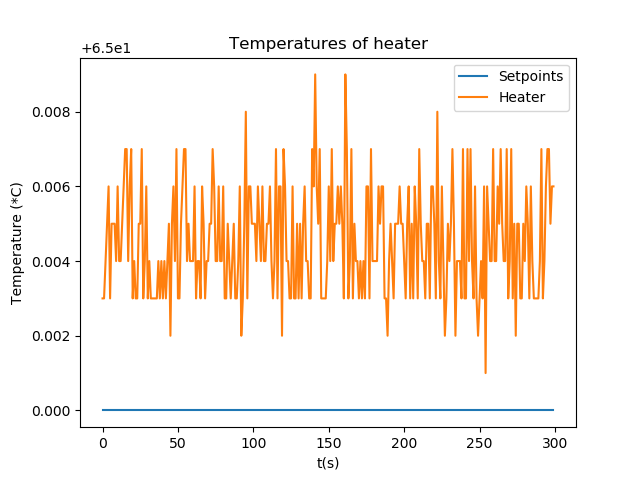 Temperatures of heater
+6.5e1
Setpoints
Heater
0.008
0.006
0.004
0.002
0.000
Temperature (*C)
0
50
100
150
200
250
300
t(s)